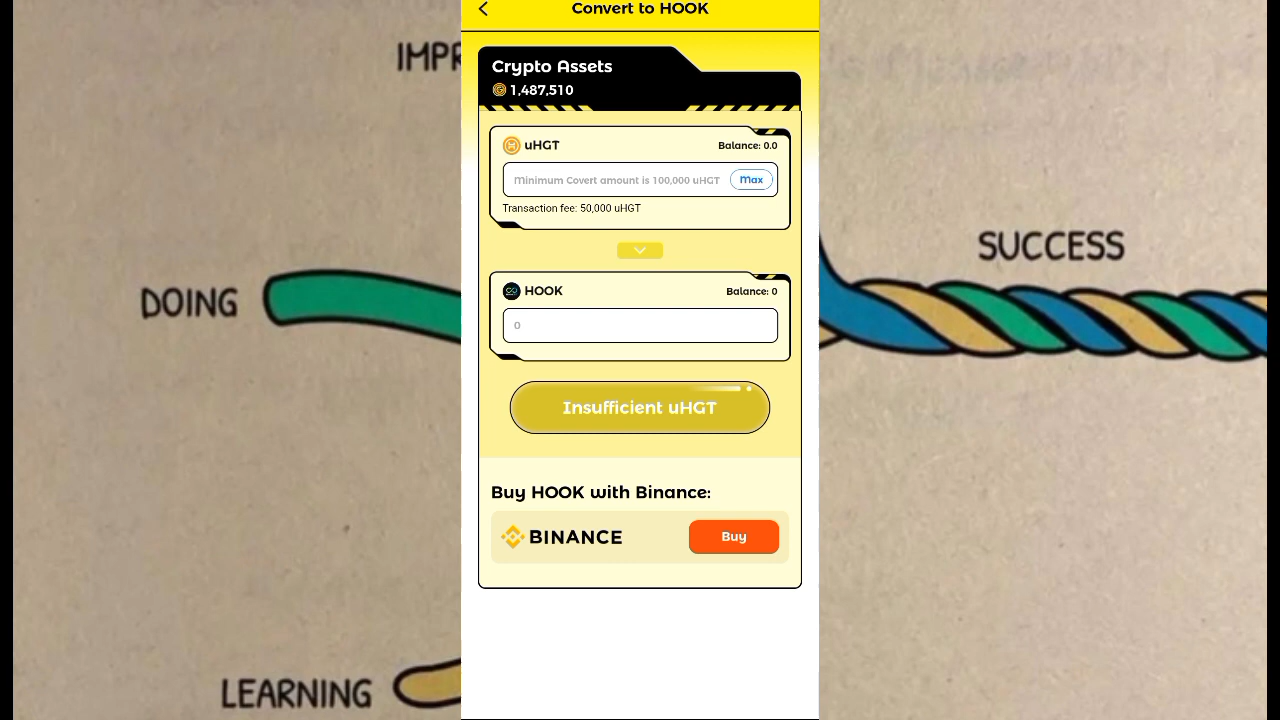 Convert to HOOK
IMPR
Crypto Assets
1,487,510
uHGT
Balance: 0.0
Minimum Covert amount is 100,000 uHGT
Max
Transaction fee: 50,000 uHGT
HOOK
Balance: 0
0
Insufficient uHGT
Buy HOOK with Binance:
BINANCE
Buy
DOING
SUCCESS
LEARNING